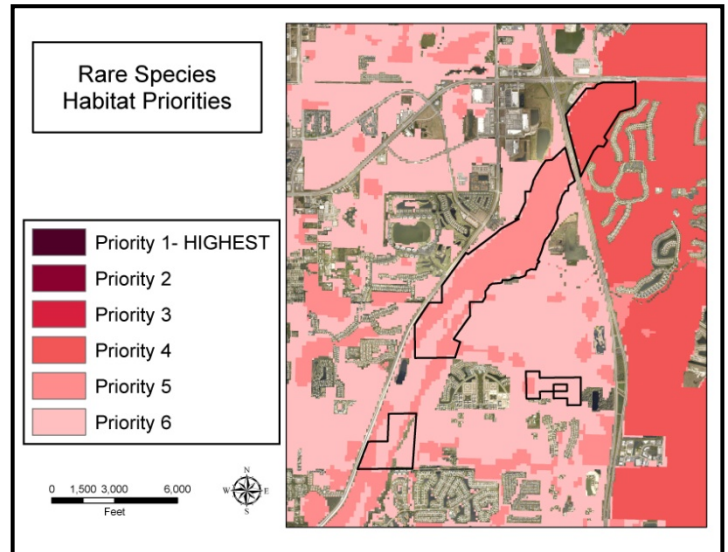 Rare Species
Habitat Priorities
Priority 1- HIGHEST
Priority 2
Priority 3
Priority 4
Priority 5
Priority 6
0 1,500 3,000 6,000
Feet
N
W E
S